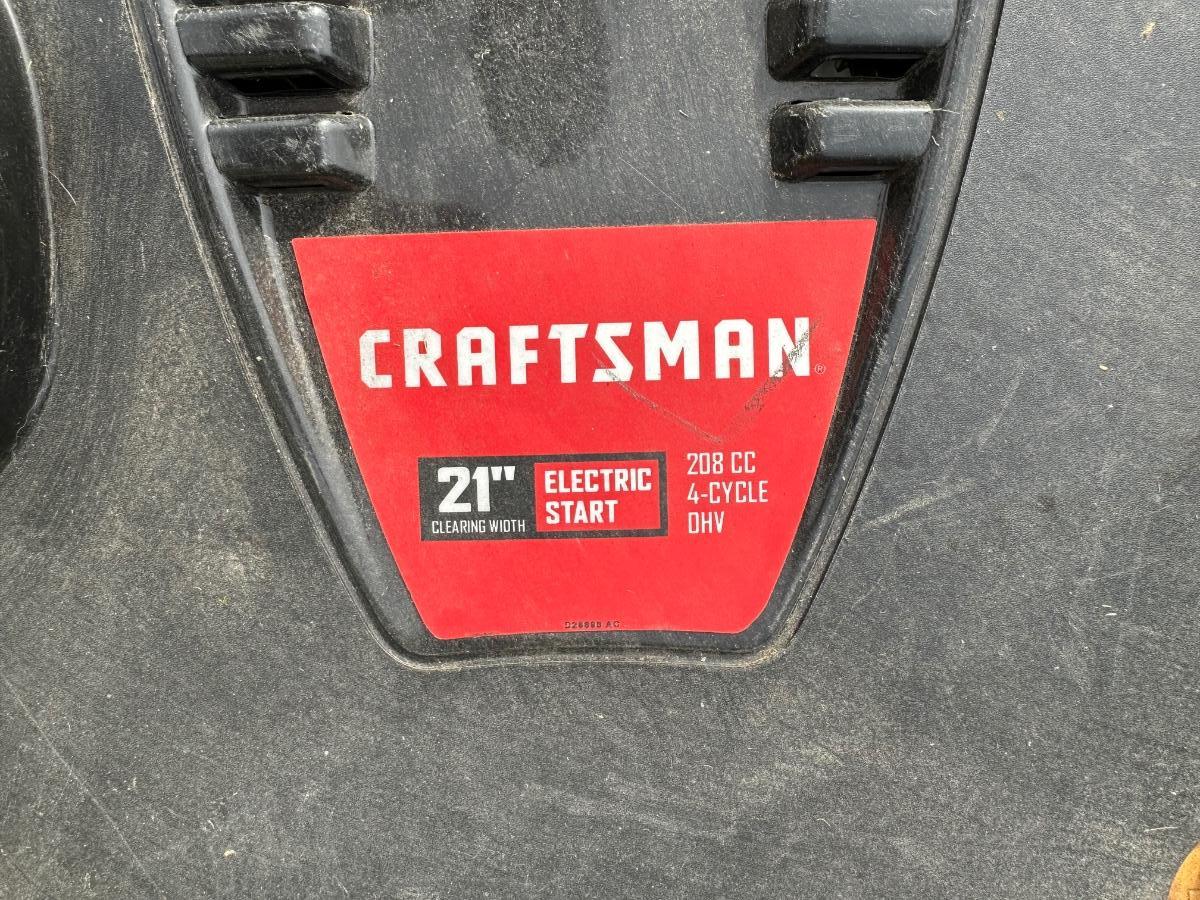 CRAFTSMAN®
21"
CLEARING WIDTH
ELECTRIC
START
208 CC
4-CYCLE
OHV